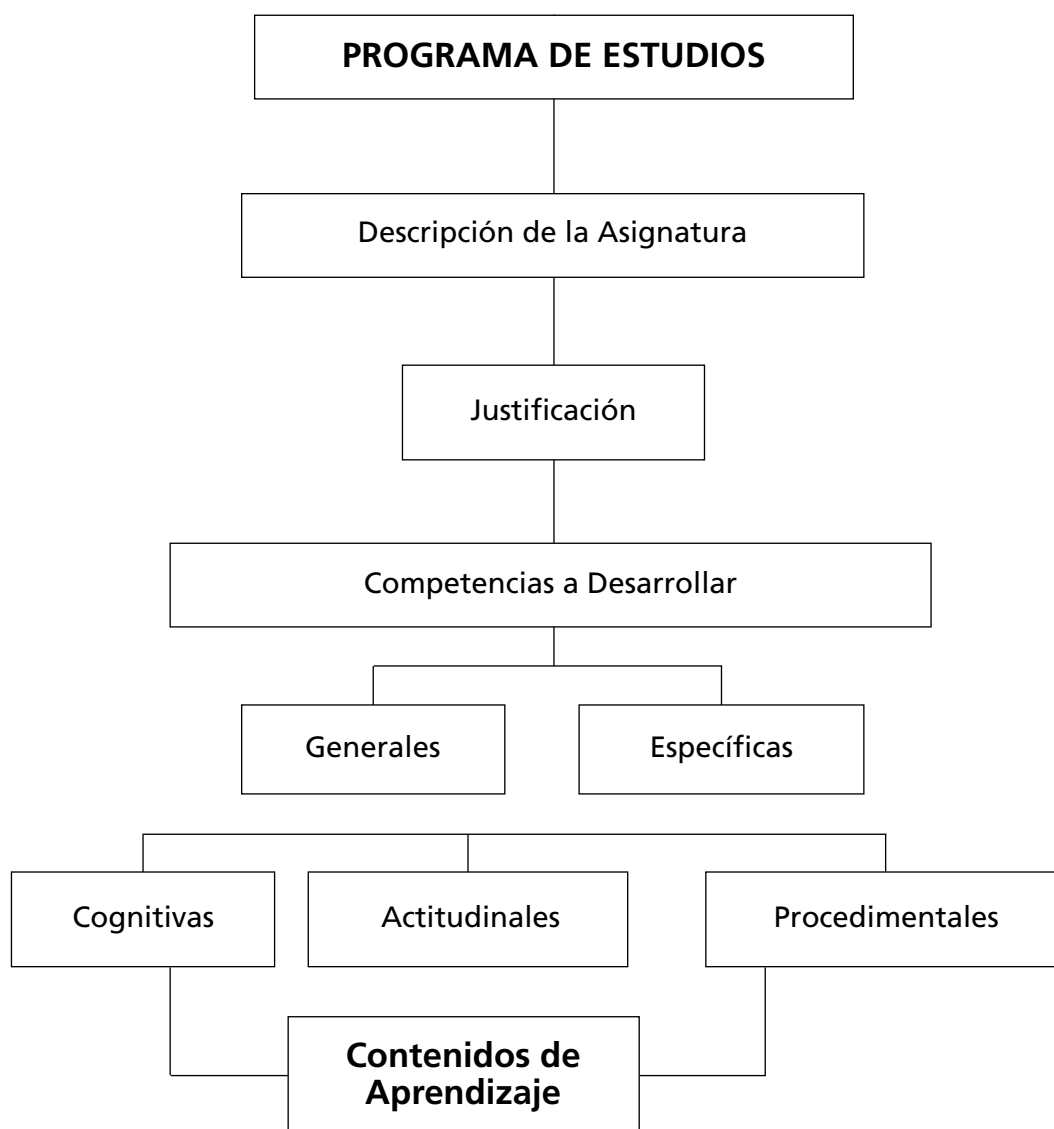 PROGRAMA DE ESTUDIOS
Descripción de la Asignatura
Justificación
Competencias a Desarrollar
Generales
Específicas
Cognitivas
Actitudinales
Procedimentales
Contenidos de
Aprendizaje